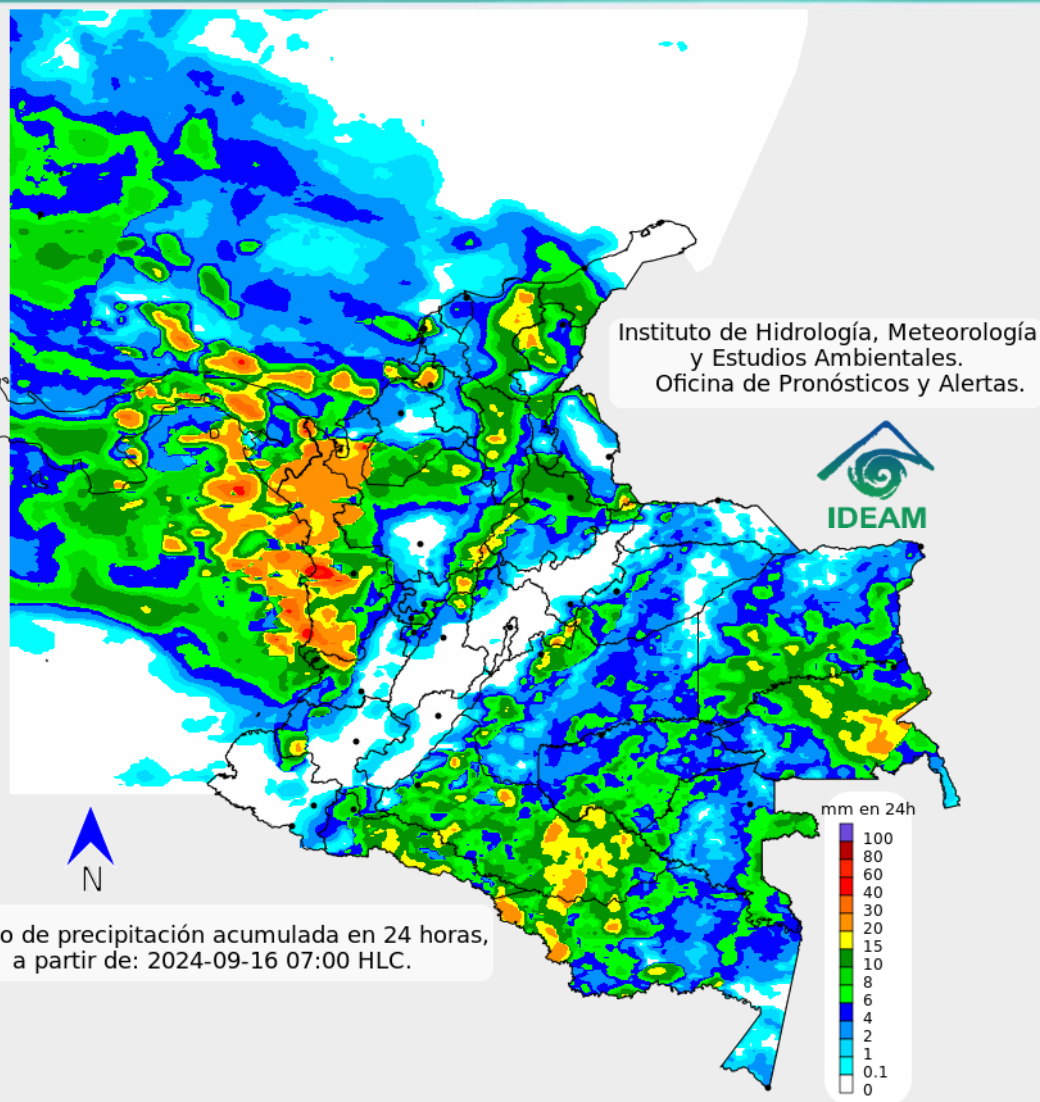 Instituto de Hidrología, Meteorología
y Estudios Ambientales.
Oficina de Pronósticos y Alertas.
IDEAM
mm en 24h
100
80
60
40
30
20
15
10
8
6
4
2
1
0.1
0
N
o de precipitación acumulada en 24 horas,
a partir de: 2024-09-16 07:00 HLC.